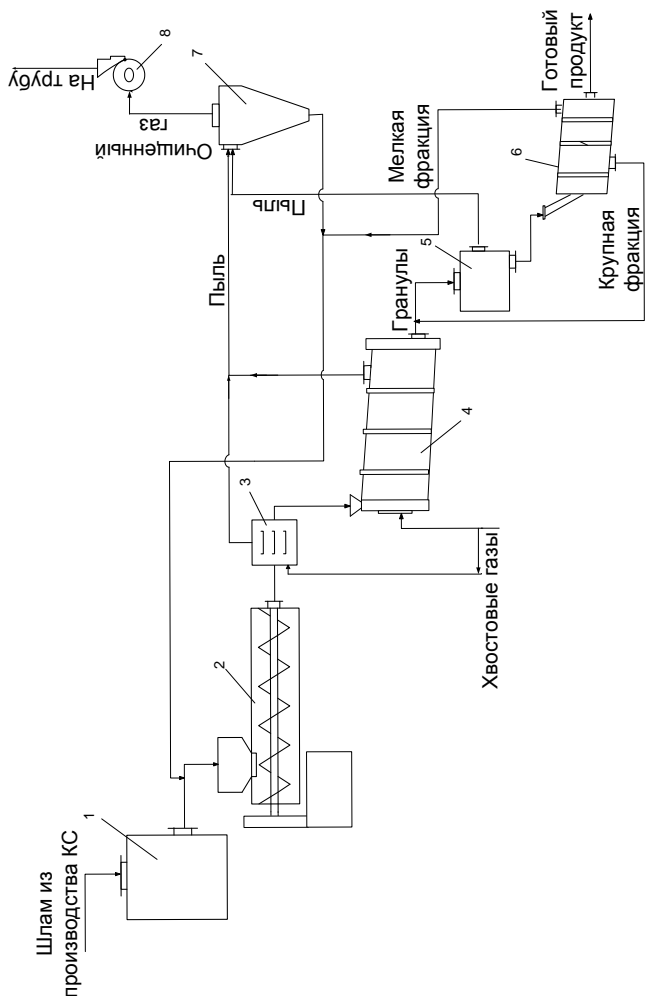 Шлам из
производства КС
1
2
3
Хвостовые газы
4
Гранулы
5
Крупная
фракция
6
Готовый
продукт
Мелкая
фракция
Пыль
Пыль
Очищенный
газ
7
На трубу
8